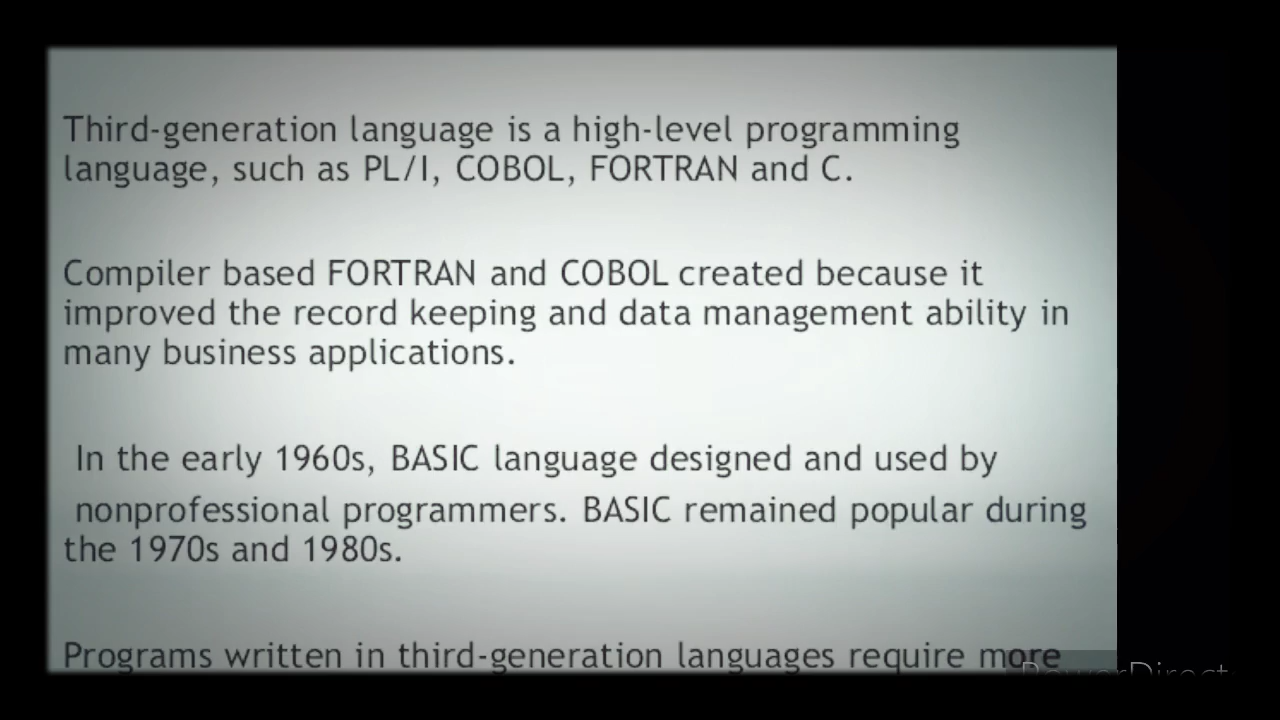 Third-generation language is a high-level programming
language, such as PL/I, COBOL, FORTRAN and C.
Compiler based FORTRAN and COBOL created because it
improved the record keeping and data management ability in
many business applications.
In the early 1960s, BASIC language designed and used by
nonprofessional programmers. BASIC remained popular during
the 1970s and 1980s.
Programs written in third-generation languages require more
PowerDirect